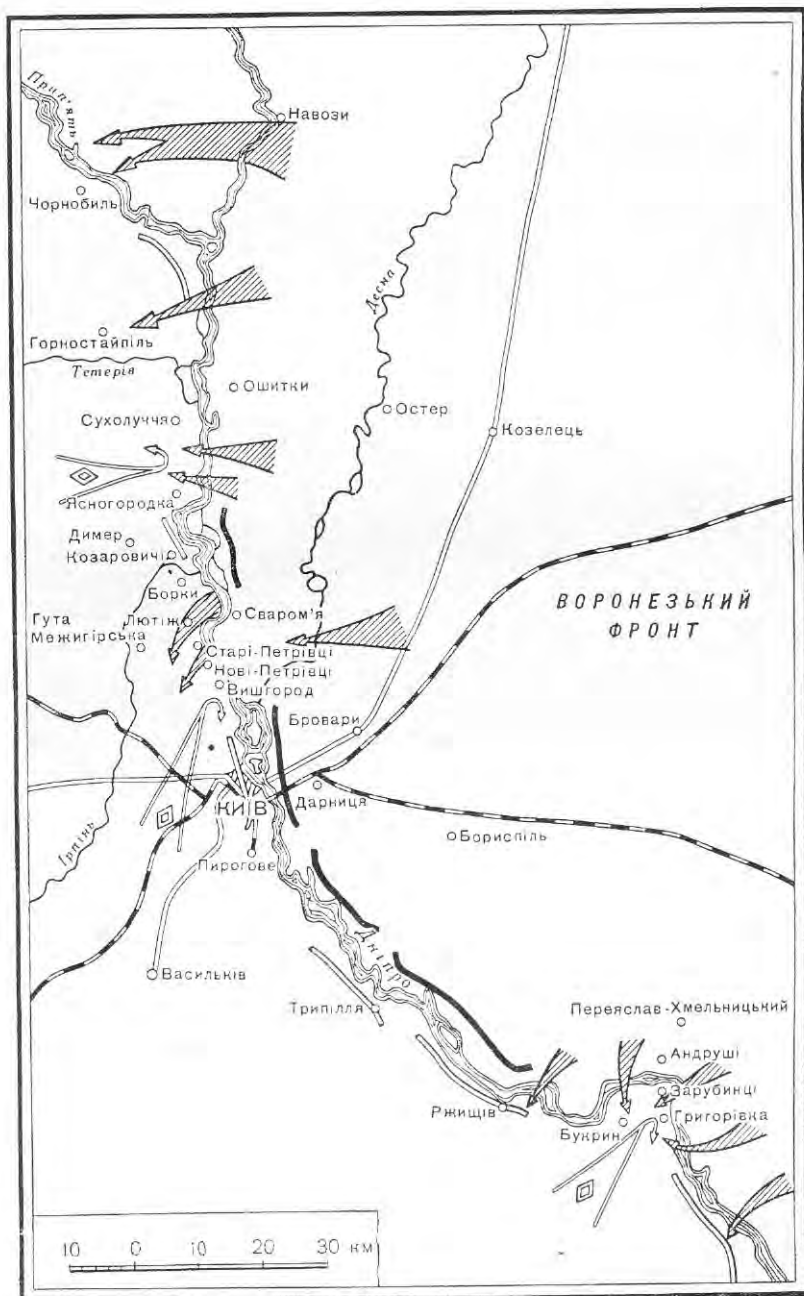 Прип'ять
Навози
Чорнобиль
Десна
Горностайпіль
Тетерів
Ошитки
Сухолуччя
Остер
Козелець
Ясногородка
Димер
Козаровичі
Борки
ВОРОНЕЗЬКИЙ
ФРОНТ
Гута
Межигірська
Лютіж
Сваром'я
Старі-Петрівці
Нові-Петрівці
Вишгород
Бровари
КИЇВ
Дарниця
Бориспіль
Ірпінь
Пирогове
Васильків
Дніпро
Трипілля
Переяслав-Хмельницький
Андруші
Зарубинці
Ржищів
Григорівка
Букрин
10 0 10 20 30 км